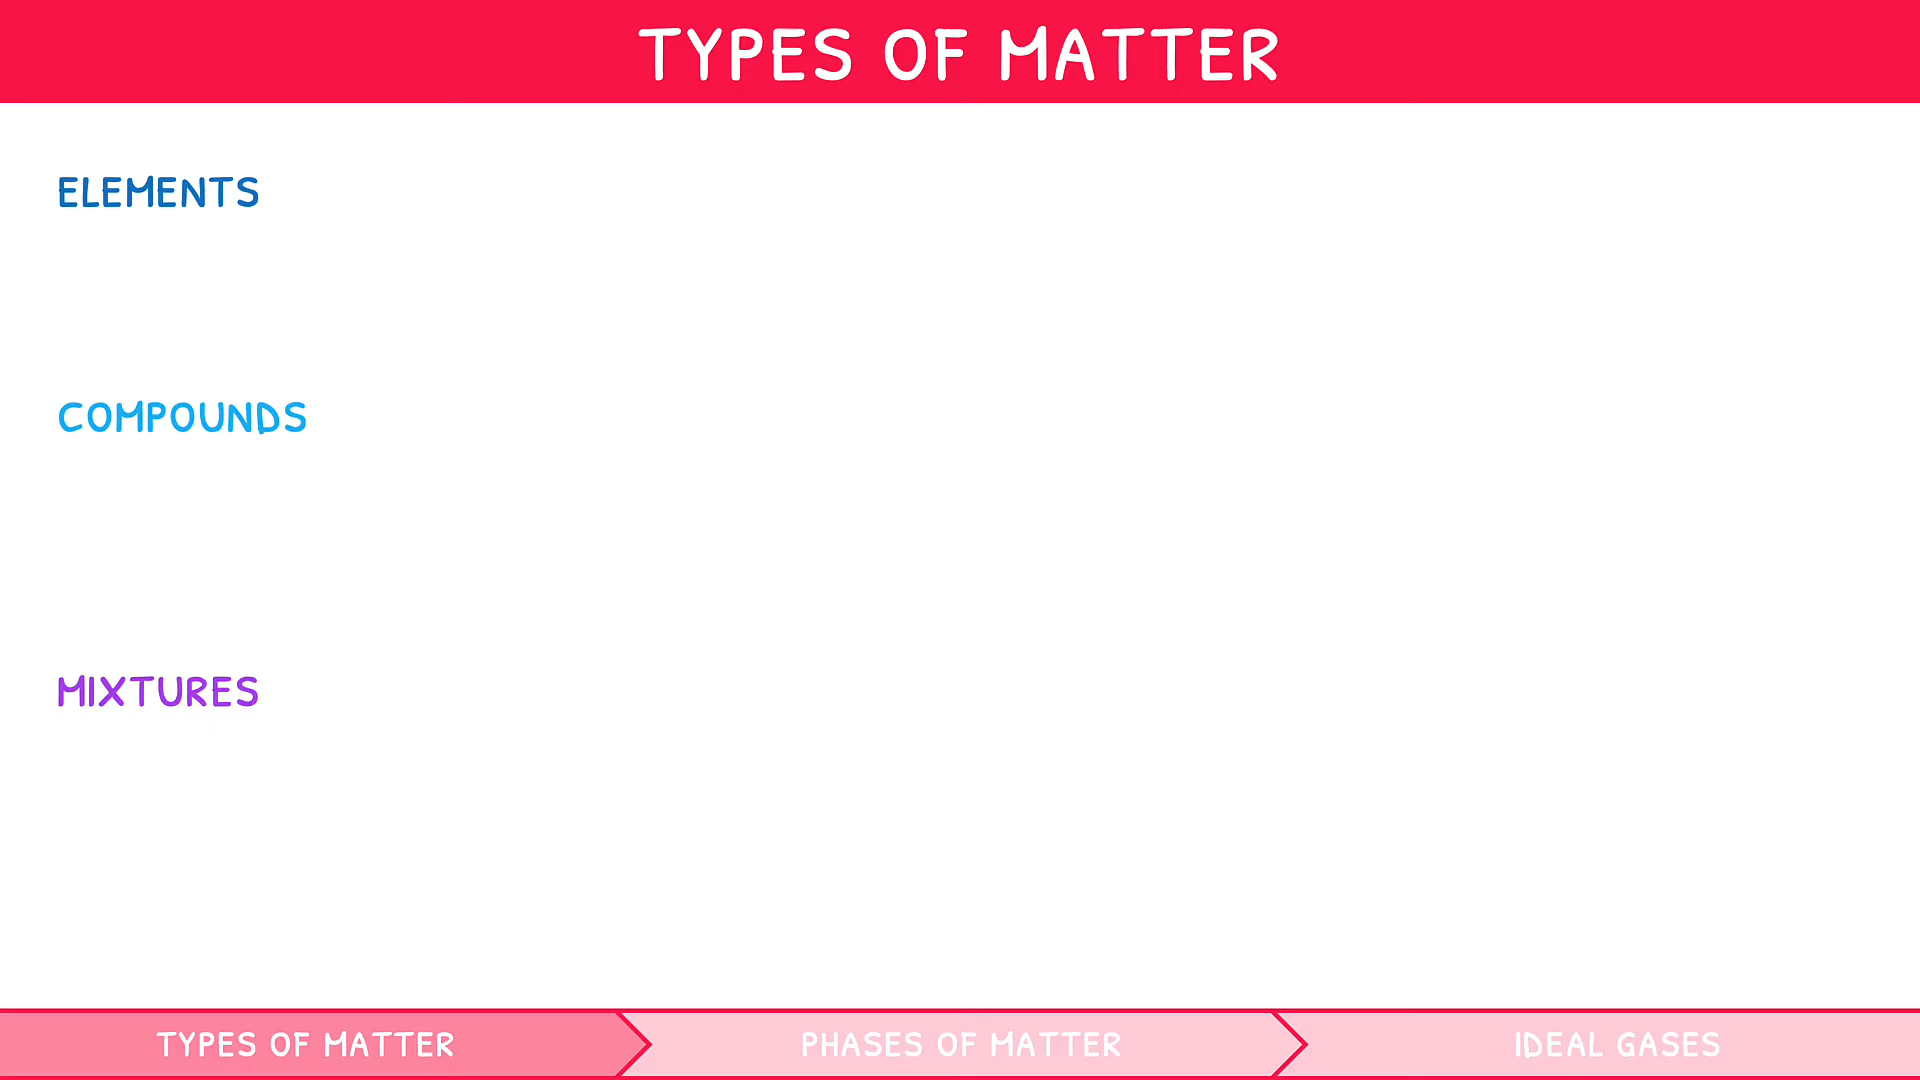 TYPES OF MATTER
ELEMENTS
COMPOUNDS
MIXTURES
TYPES OF MATTER
PHASES OF MATTER
IDEAL GASES